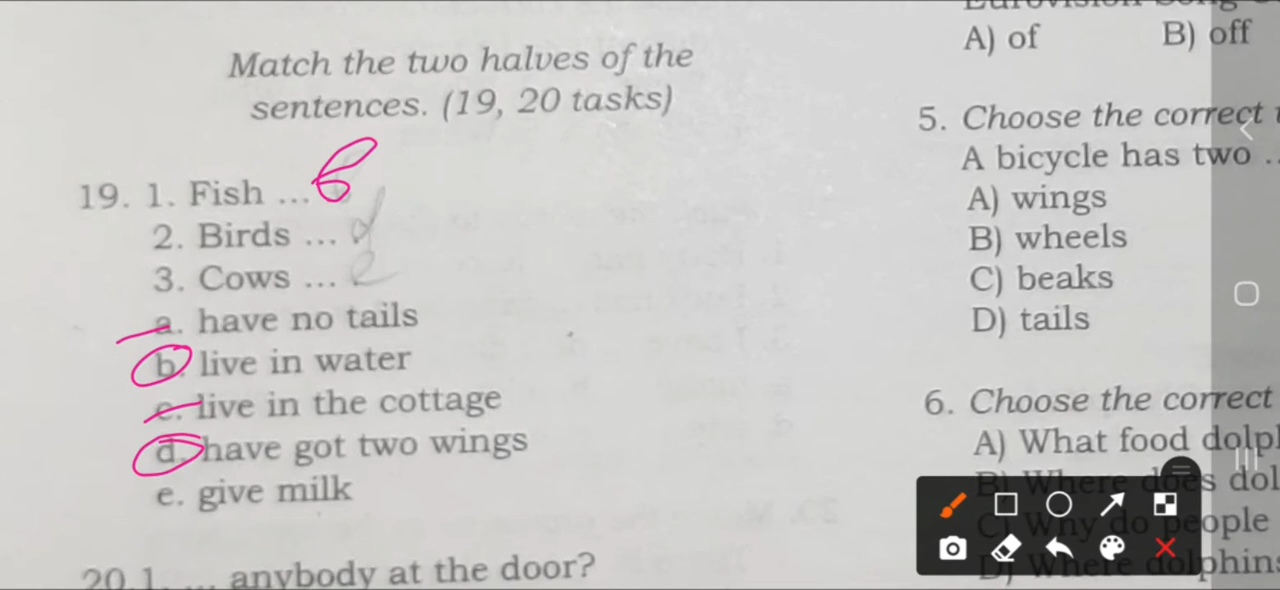 Match the two halves of the
sentences. (19, 20 tasks)
19. 1. Fish ... b
2. Birds ... d
3. Cows ... e
a. have no tails
b. live in water
c. live in the cottage
d. have got two wings
e. give milk
20.1. ... anybody at the door?
A) of B) off
5. Choose the correct
A bicycle has two ..
A) wings
B) wheels
C) beaks
D) tails
6. Choose the correct
A) What food dolp
B) Where does dol
C) Why do people
D) Where dolphins